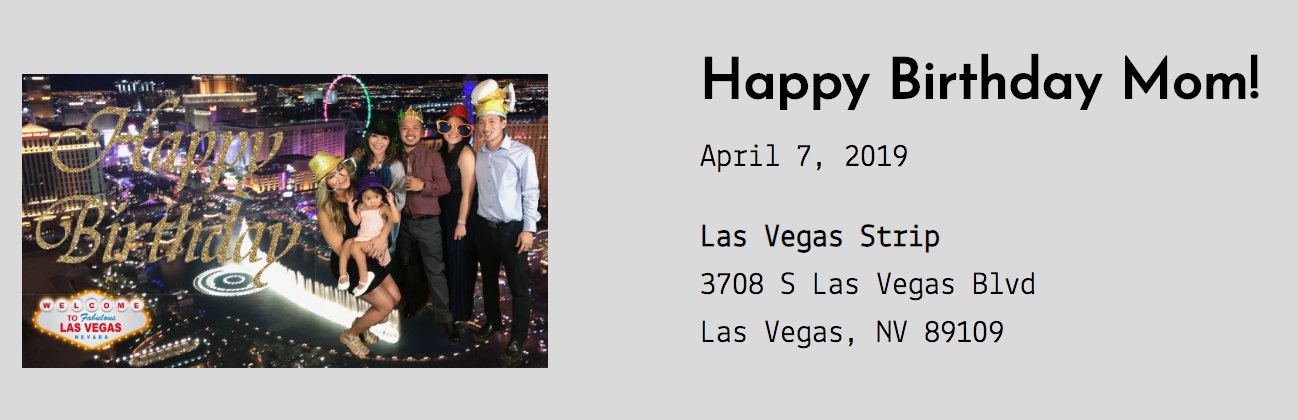 Happy
Birthday
WELCOME
TO Fabulous
LAS VEGAS
NEVADA
Happy Birthday Mom!
April 7, 2019
Las Vegas Strip
3708 S Las Vegas Blvd
Las Vegas, NV 89109